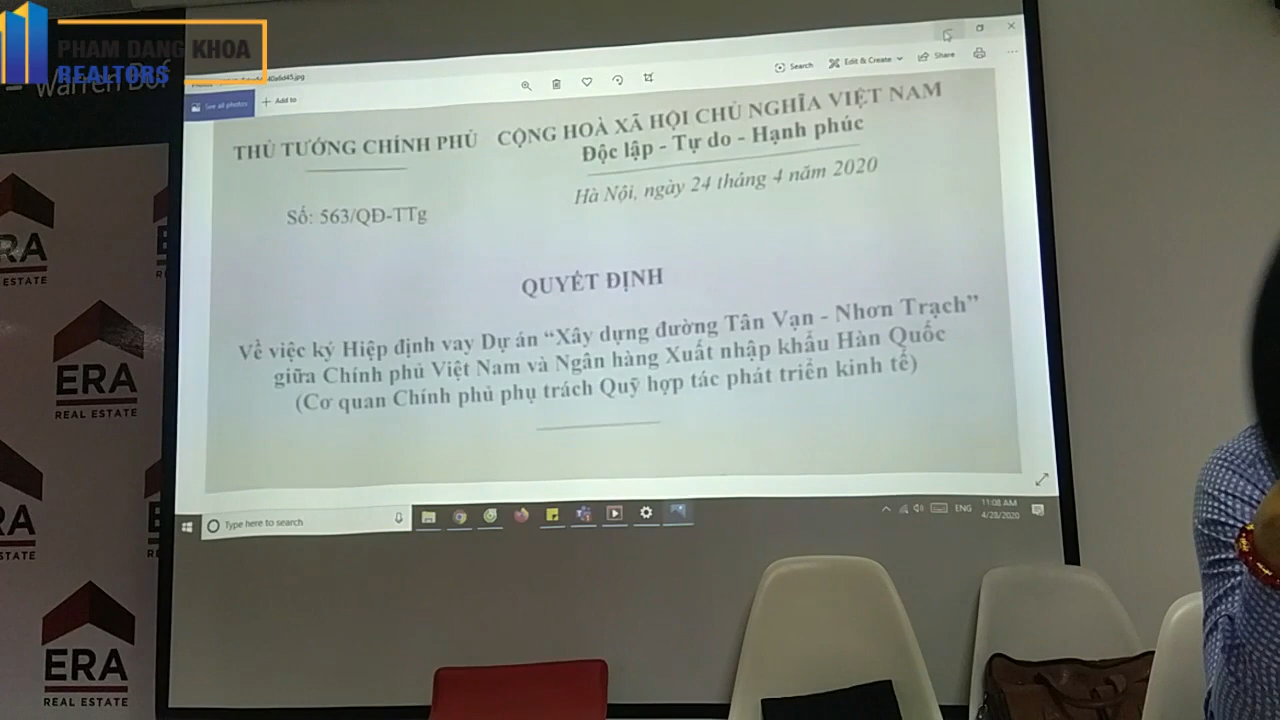 PHAM DANG KHOA
REALTORS
Warren
See all photos
Add to
Search
Edit & Create
Share
THỦ TƯỚNG CHÍNH PHỦ
CỘNG HOÀ XÃ HỘI CHỦ NGHĨA VIỆT NAM
Độc lập - Tự do - Hạnh phúc
Số: 563/QĐ-TTg
Hà Nội, ngày 24 tháng 4 năm 2020
QUYẾT ĐỊNH
Về việc ký Hiệp định vay Dự án “Xây dựng đường Tân Vạn - Nhơn Trạch”
giữa Chính phủ Việt Nam và Ngân hàng Xuất nhập khẩu Hàn Quốc
(Cơ quan Chính phủ phụ trách Quỹ hợp tác phát triển kinh tế)
Type here to search
ENG
11:08 AM
4/28/2020
RA
ESTATE
ERA
REAL ESTATE
ESTATE
ERA
REAL ESTATE